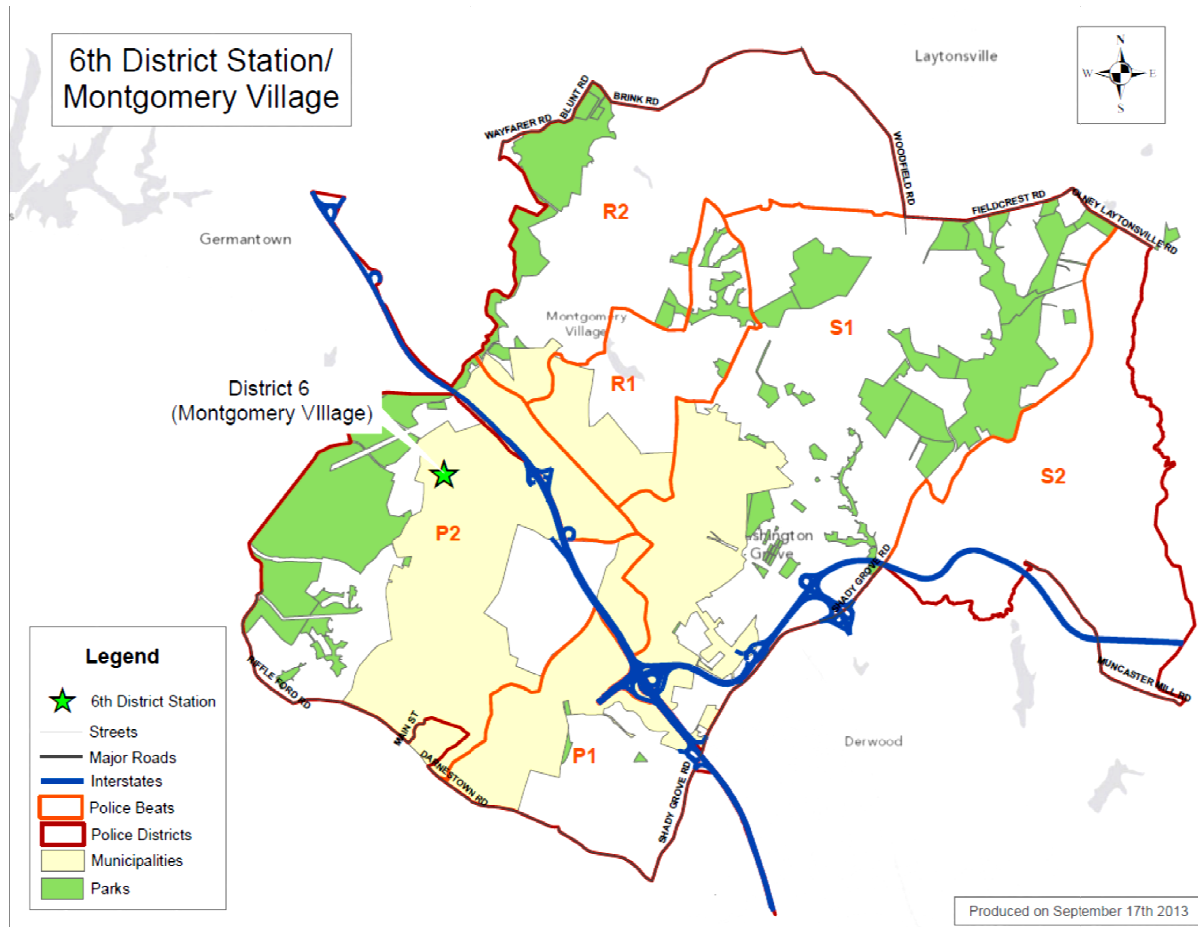 6th District Station/
Montgomery Village
Laytonsville
N
W E
S
BLUNT RD
BRINK RD
WAYFARER RD
WOODFIELD RD
FIELDCREST RD
OLNEY LAYTONSVILLE RD
R2
Germantown
Montgomery
Village
S1
R1
District 6
(Montgomery VIllage)
S2
P2
shington
Grove
SHADY GROVE RD
Legend
6th District Station
Streets
Major Roads
Interstates
Police Beats
Police Districts
Municipalities
Parks
RIFFLE FORD RD
MAIN ST
DARNESTOWN RD
P1
SHADY GROVE RD
MUNCASTER MILL RD
Derwood
Produced on September 17th 2013